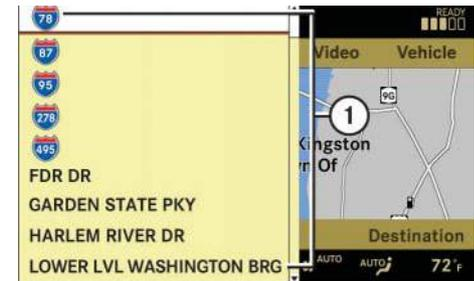 78
87
95
278
495
FDR DR
GARDEN STATE PKY
HARLEM RIVER DR
LOWER LVL WASHINGTON BRG
READY
Video Vehicle
9G
1
Kingston
Of
Destination
AUTO AUTO 72°F